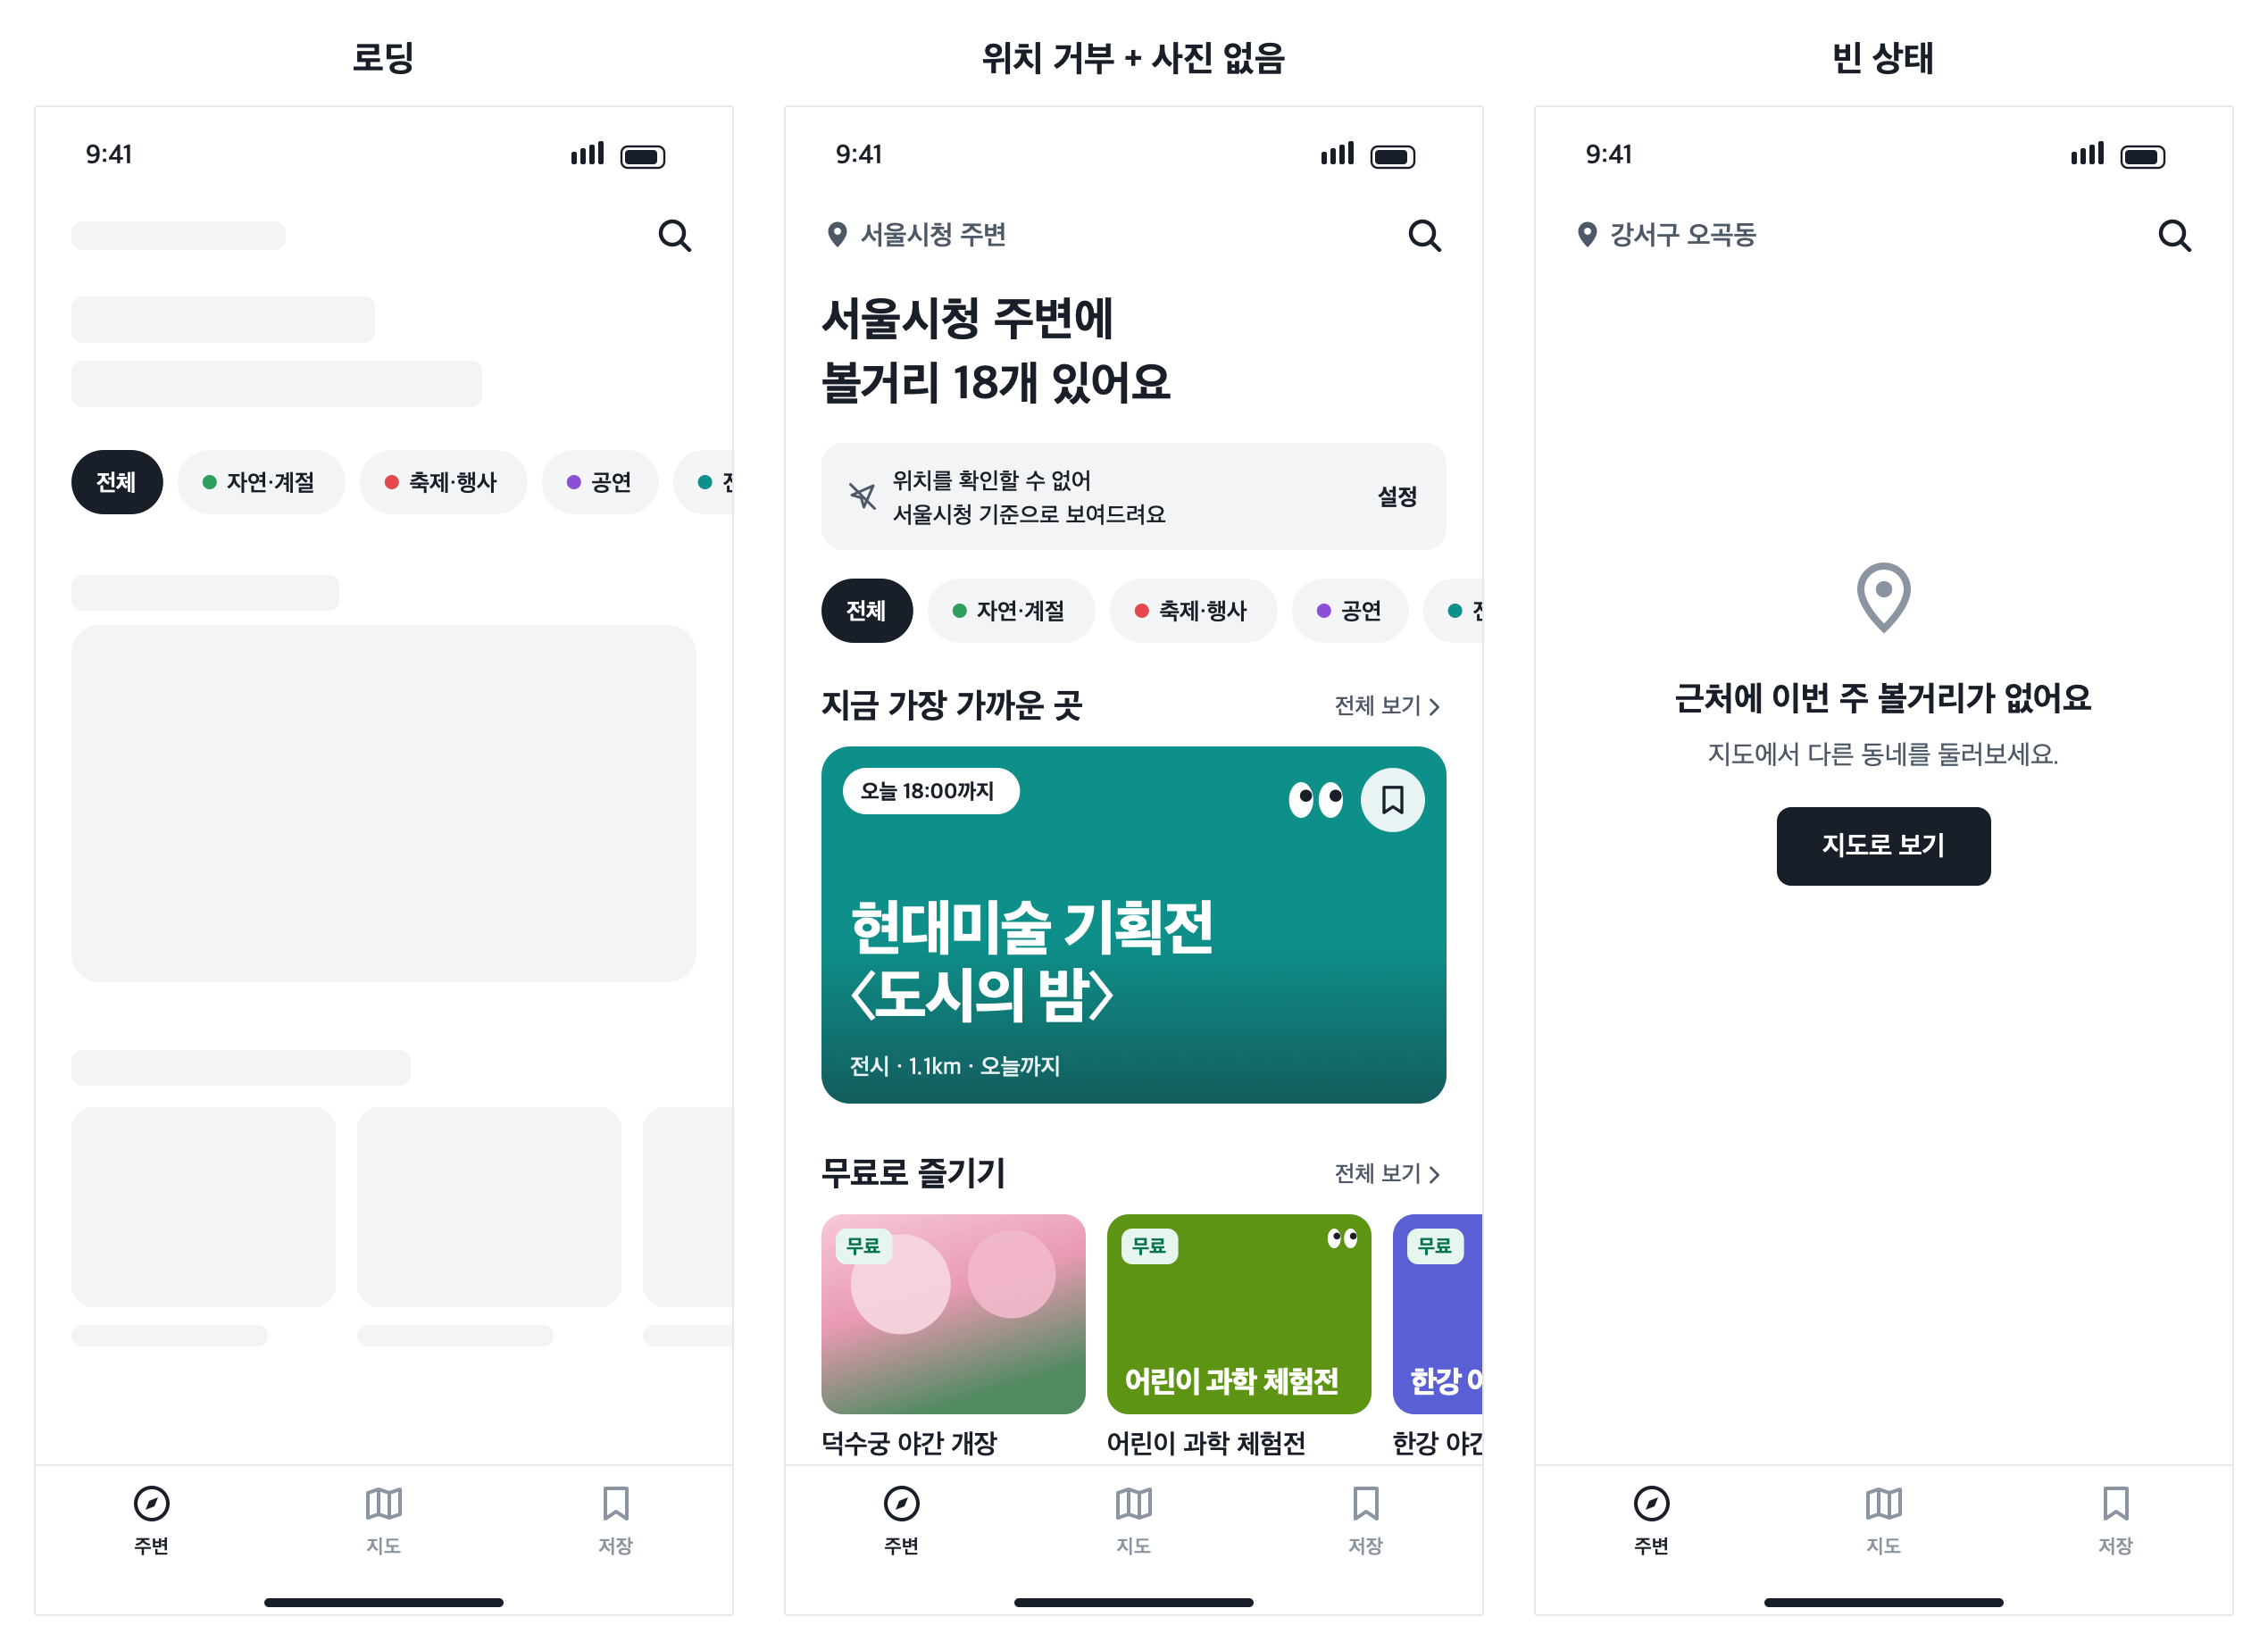 로딩
9:41
전체
자연·계절
축제·행사
공연
주변
지도
저장
위치 거부 + 사진 없음
9:41
서울시청 주변
서울시청 주변에
볼거리 18개 있어요
위치를 확인할 수 없어
서울시청 기준으로 보여드려요
설정
전체
자연·계절
축제·행사
공연
지금 가장 가까운 곳
전체 보기
오늘 18:00까지
현대미술 기획전
〈도시의 밤〉
전시 · 1.1km · 오늘까지
무료로 즐기기
전체 보기
무료
덕수궁 야간 개장
무료
어린이 과학 체험전
어린이 과학 체험전
무료
한강
한강 야간
주변
지도
저장
빈 상태
9:41
강서구 오곡동
근처에 이번 주 볼거리가 없어요
지도에서 다른 동네를 둘러보세요.
지도로 보기
주변
지도
저장